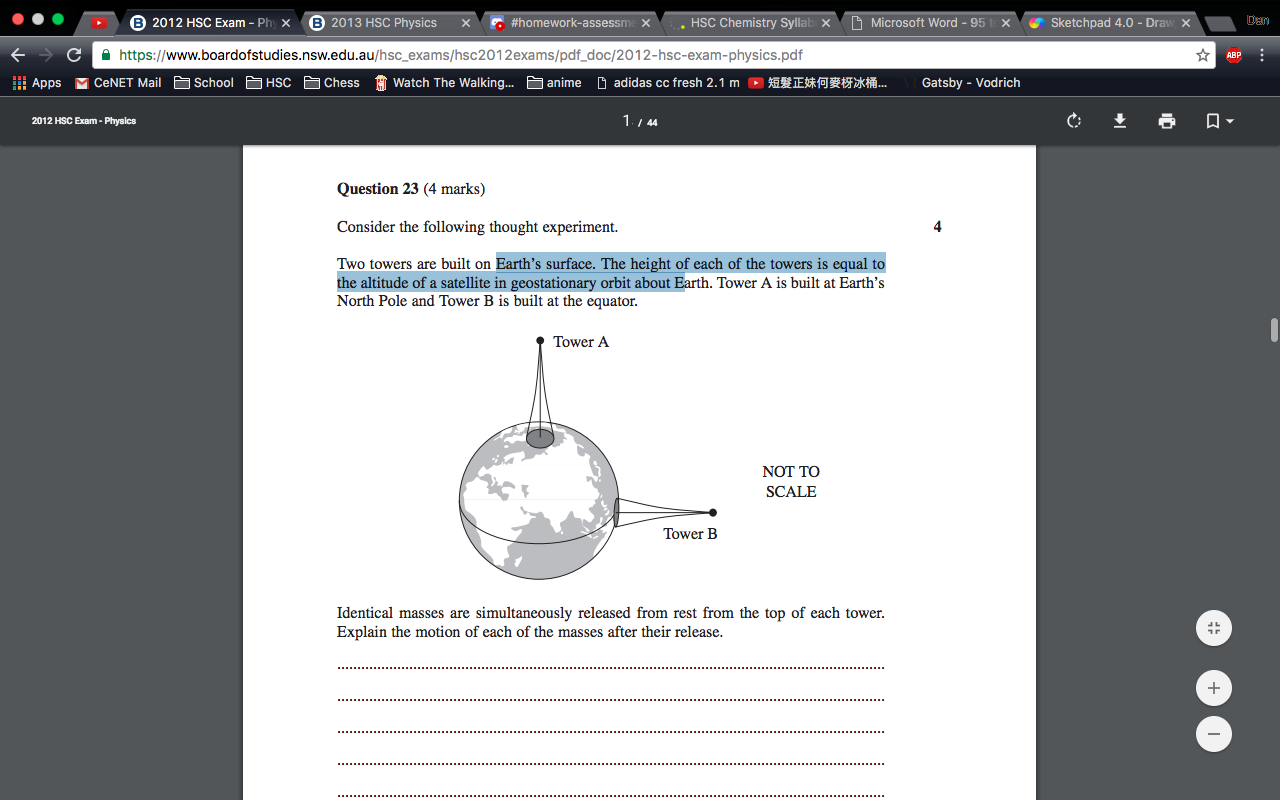 2012 HSC Exam - Ph
2013 HSC Physics
#homework-assessme
HSC Chemistry Syllab
Microsoft Word - 95 t
Sketchpad 4.0 - Draw
Dan
https://www.boardofstudies.nsw.edu.au/hsc_exams/hsc2012exams/pdf_doc/2012-hsc-exam-physics.pdf
ABP
Apps
CeNET Mail
School
HSC
Chess
Watch The Walking...
anime
adidas cc fresh 2.1 m
短髮正妹何麥枒冰桶...
Gatsby - Vodrich
2012 HSC Exam - Physics
1 / 44
Question 23 (4 marks)
Consider the following thought experiment.
4
Two towers are built on Earth's surface. The height of each of the towers is equal to
the altitude of a satellite in geostationary orbit about Earth. Tower A is built at Earth's
North Pole and Tower B is built at the equator.
Tower A
NOT TO
SCALE
Tower B
Identical masses are simultaneously released from rest from the top of each tower.
Explain the motion of each of the masses after their release.